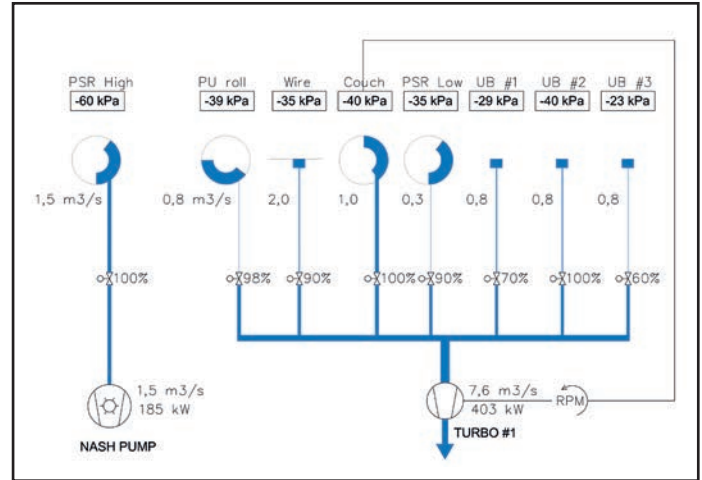 PSR High PU roll Wire Couch PSR Low UB #1 UB #2 UB #3
-60 kPa -39 kPa -35 kPa -40 kPa -35 kPa -29 kPa -40 kPa -23 kPa
1,5 m3/s 0,8 m3/s 2,0 1,0 0,3 0,8 0,8 0,8
100% 98% 90% 100% 90% 70% 100% 60%
1,5 m3/s 7,6 m3/s
185 kW 403 kW RPM
NASH PUMP TURBO #1